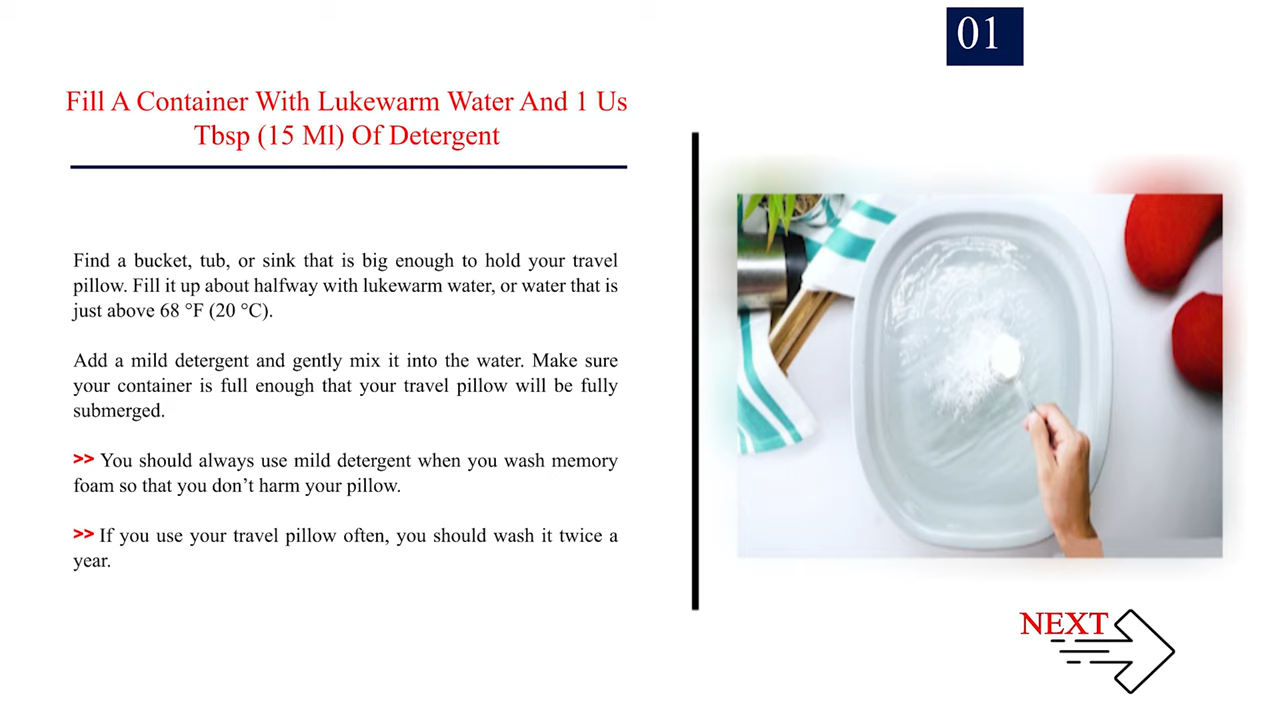 01
Fill A Container With Lukewarm Water And 1 Us
Tbsp (15 Ml) Of Detergent
Find a bucket, tub, or sink that is big enough to hold your travel
pillow. Fill it up about halfway with lukewarm water, or water that is
just above 68 °F (20 °C).
Add a mild detergent and gently mix it into the water. Make sure
your container is full enough that your travel pillow will be fully
submerged.
>> You should always use mild detergent when you wash memory
foam so that you don’t harm your pillow.
>> If you use your travel pillow often, you should wash it twice a
year.
NEXT